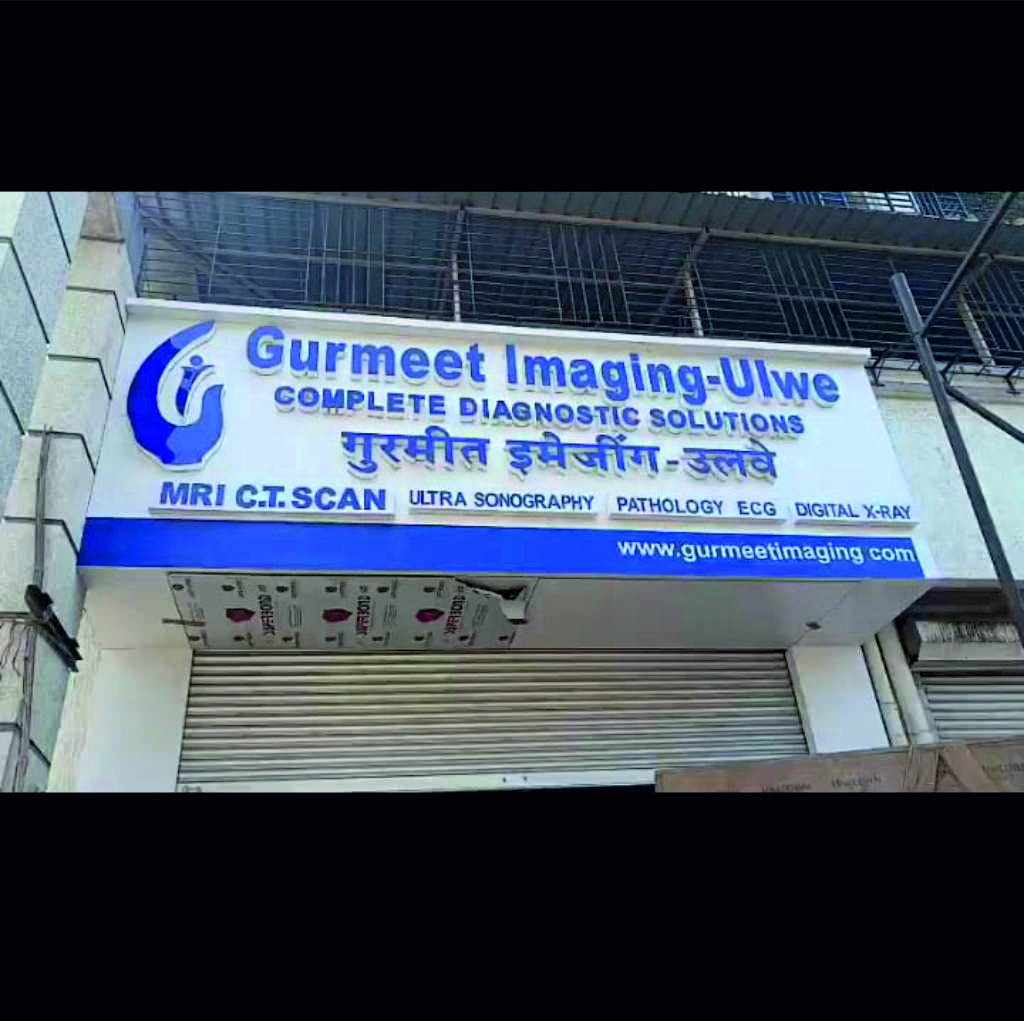 Gurmeet Imaging-Ulwe
COMPLETE DIAGNOSTIC SOLUTIONS
गुरमीत इमेजींग-उलवे
MRI C.T. SCAN ULTRA SONOGRAPHY PATHOLOGY ECG DIGITAL X-RAY
www.gurmeetimaging.com